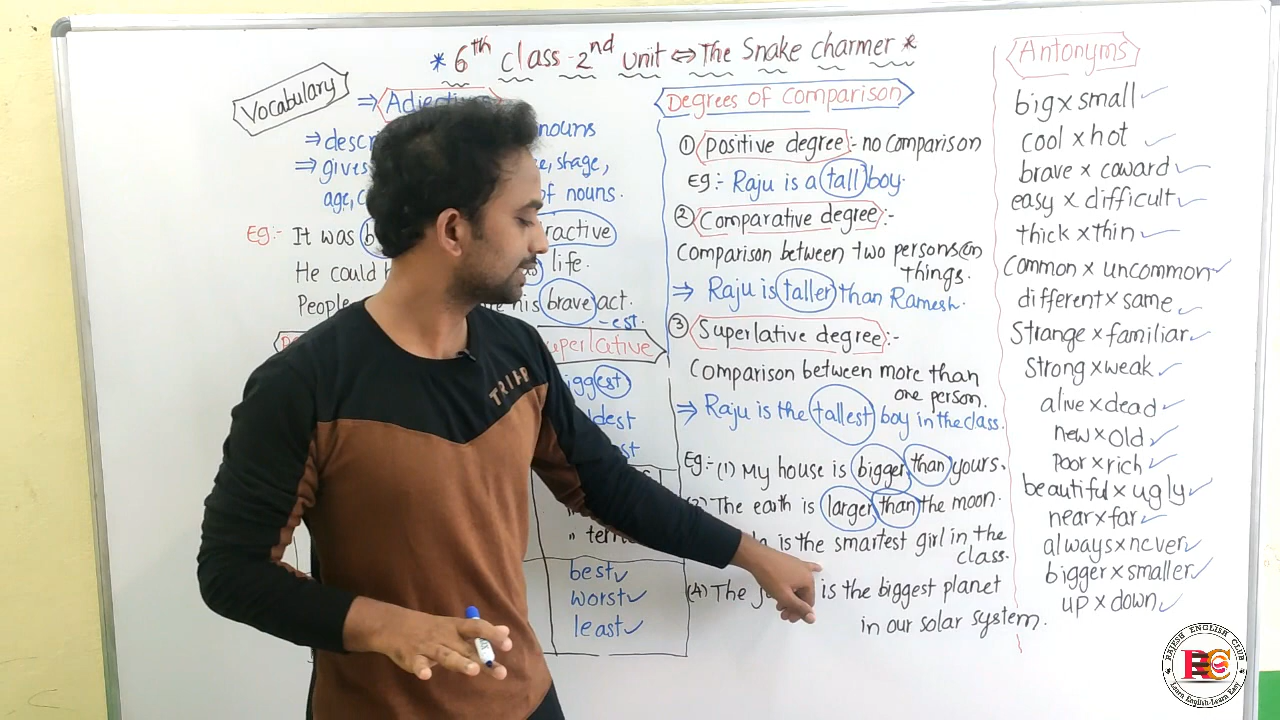 * 6th class - 2nd unit ⇔ The Snake charmer *
Vocabulary
⇒ Adjectives
⇒ nouns
⇒ gives
shage,
age,
of nouns.
Eg:- It was
He could
life.
People
his brave act.
-est.
Superlative
biggest
best ✓
worst ✓
least ✓
Degrees of comparison
① positive degree :- no comparison
Eg:- Raju is a tall boy.
② Comparative degree :-
Comparison between two persons (or)
things.
⇒ Raju is taller than Ramesh.
③ Superlative degree :-
Comparison between more than
one person.
⇒ Raju is the tallest boy in the class.
Eg:- (1) My house is bigger than yours.
(2) The earth is larger than the moon.
is the smartest girl in the
class.
(4) The is the biggest planet
in our solar system.
Antonyms
big x small ✓
cool x hot ✓
brave x coward ✓
easy x difficult ✓
thick x thin ✓
common x uncommon ✓
different x same ✓
Strange x familiar ✓
Strong x weak ✓
alive x dead ✓
new x old ✓
Poor x rich ✓
beautiful x ugly ✓
near x far ✓
always x never ✓
bigger x smaller ✓
up x down ✓
TRIP
ENGLISH CLUB
Learn English